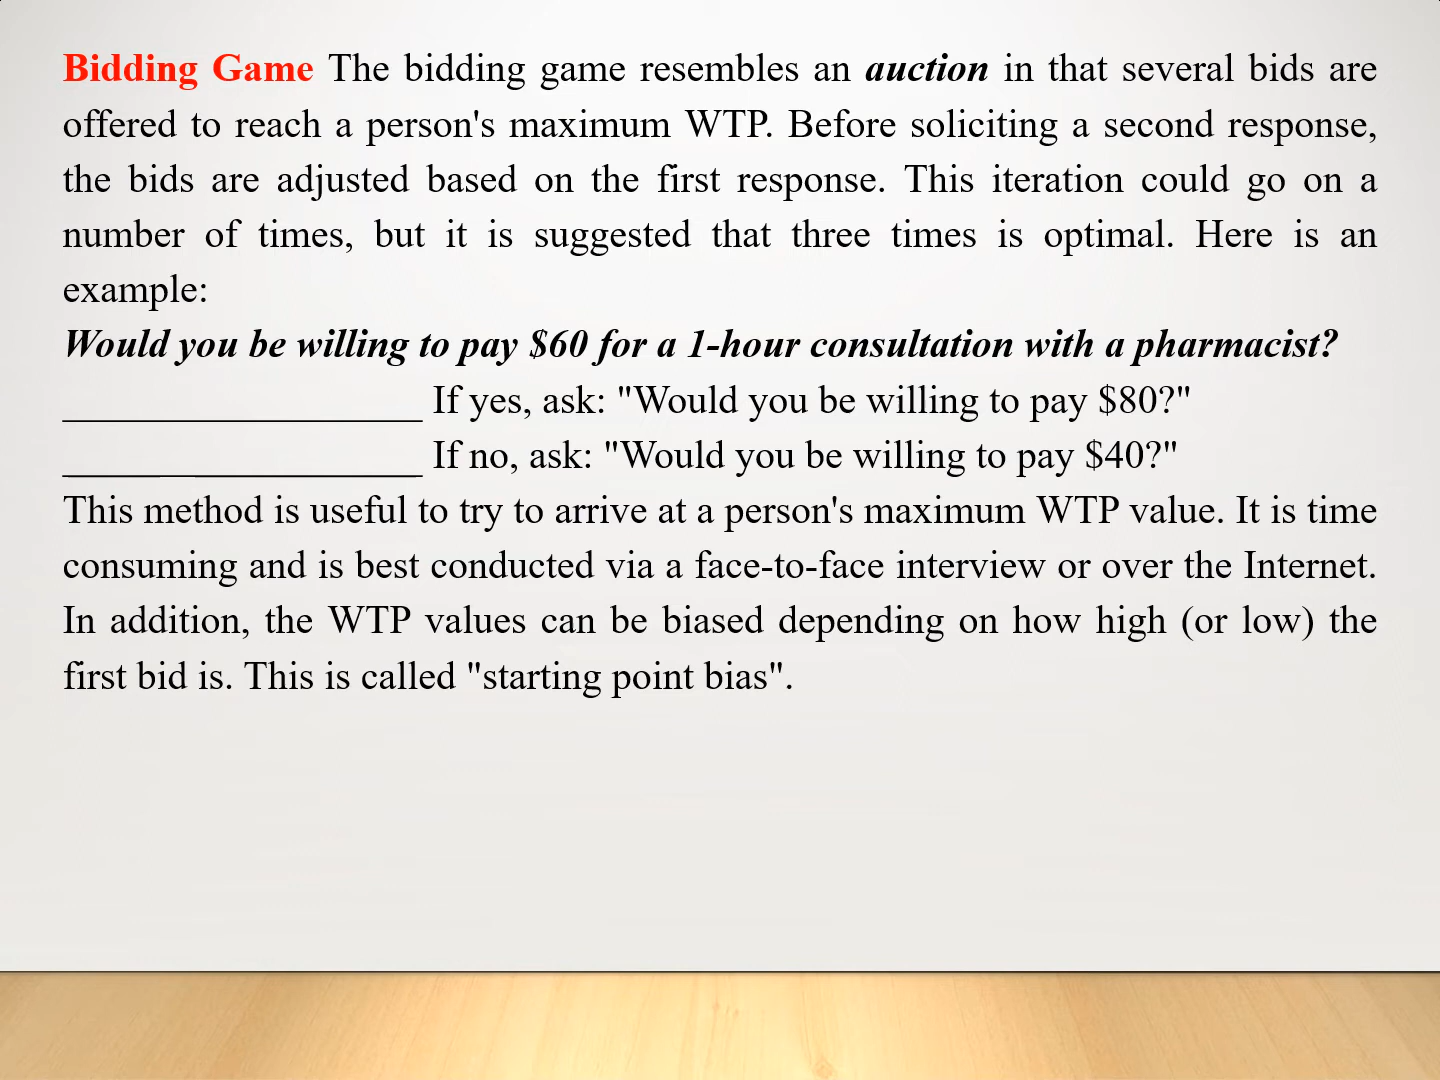 Bidding Game The bidding game resembles an auction in that several bids are
offered to reach a person's maximum WTP. Before soliciting a second response,
the bids are adjusted based on the first response. This iteration could go on a
number of times, but it is suggested that three times is optimal. Here is an
example:
Would you be willing to pay $60 for a 1-hour consultation with a pharmacist?
__________________ If yes, ask: "Would you be willing to pay $80?"
__________________ If no, ask: "Would you be willing to pay $40?"
This method is useful to try to arrive at a person's maximum WTP value. It is time
consuming and is best conducted via a face-to-face interview or over the Internet.
In addition, the WTP values can be biased depending on how high (or low) the
first bid is. This is called "starting point bias".